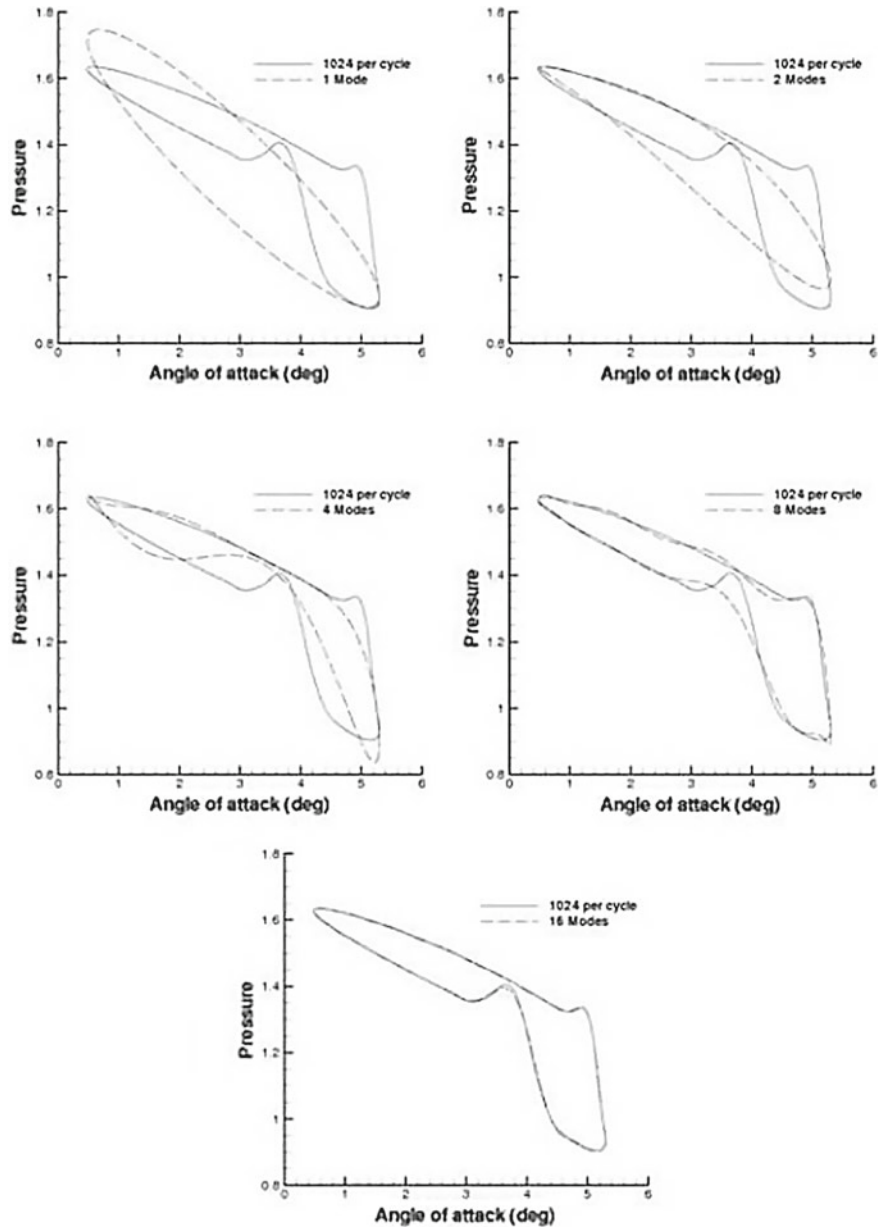 1.8
1.6
1.4
1.2
1
0.8
Pressure
1024 per cycle
1 Mode
0 1 2 3 4 5 6
Angle of attack (deg)
1.8
1.6
1.4
1.2
1
0.8
Pressure
1024 per cycle
2 Modes
0 1 2 3 4 5 6
Angle of attack (deg)
1.8
1.6
1.4
1.2
1
0.8
Pressure
1024 per cycle
4 Modes
0 1 2 3 4 5 6
Angle of attack (deg)
1.8
1.6
1.4
1.2
1
0.8
Pressure
1024 per cycle
8 Modes
0 1 2 3 4 5 6
Angle of attack (deg)
1.8
1.6
1.4
1.2
1
0.8
Pressure
1024 per cycle
16 Modes
0 1 2 3 4 5 6
Angle of attack (deg)